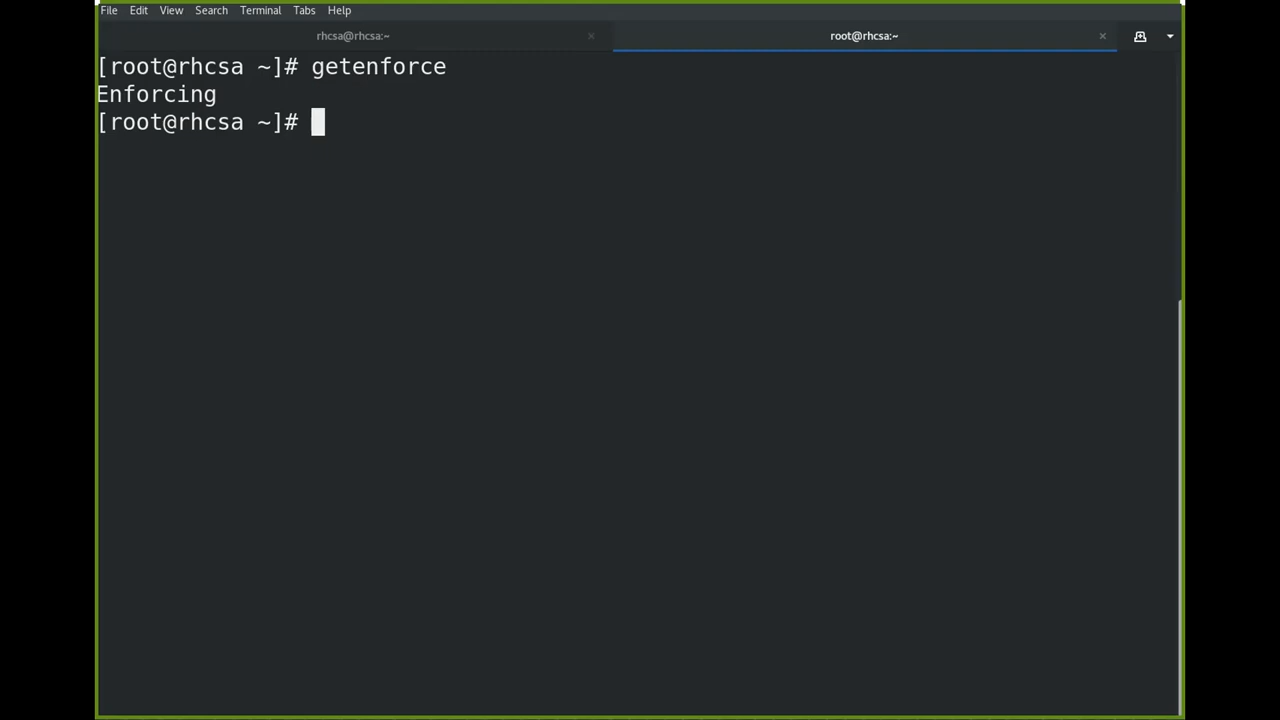 File Edit View Search Terminal Tabs Help
rhcsa@rhcsa:~ × root@rhcsa:~ ×
[root@rhcsa ~]# getenforce
Enforcing
[root@rhcsa ~]#